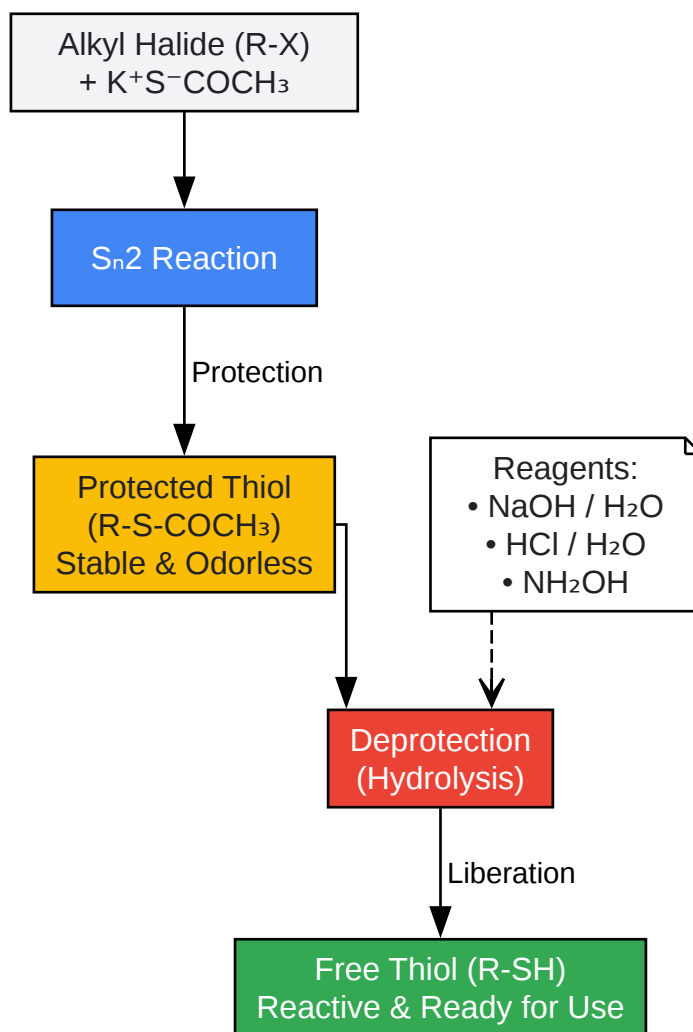 Alkyl Halide (R-X)
+ K⁺S⁻COCH₃
Sₙ2 Reaction
Protection
Protected Thiol
(R-S-COCH₃)
Stable & Odorless
Reagents:
• NaOH / H₂O
• HCl / H₂O
• NH₂OH
Deprotection
(Hydrolysis)
Liberation
Free Thiol (R-SH)
Reactive & Ready for Use